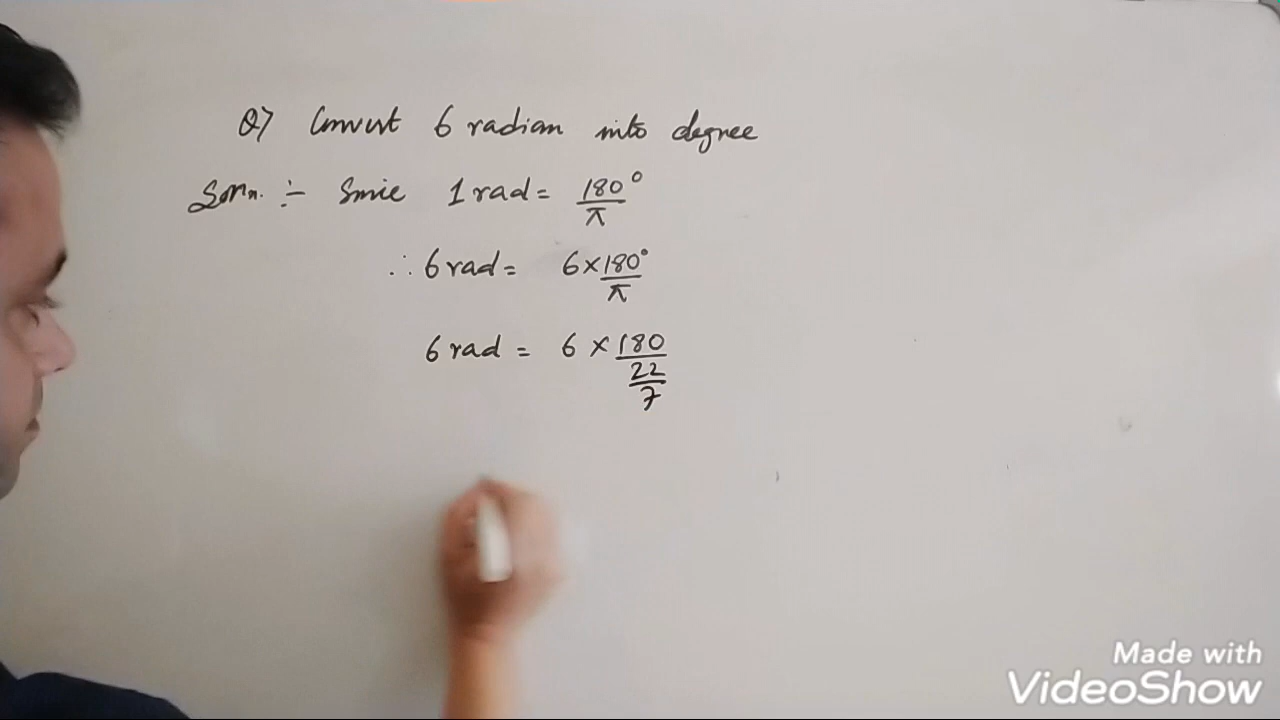 Q) Convert 6 radian into degree
Soln. :- Since 1 rad = 180°/π
∴ 6 rad = 6 × 180°/π
6 rad = 6 × 180/22/7
Made with
VideoShow